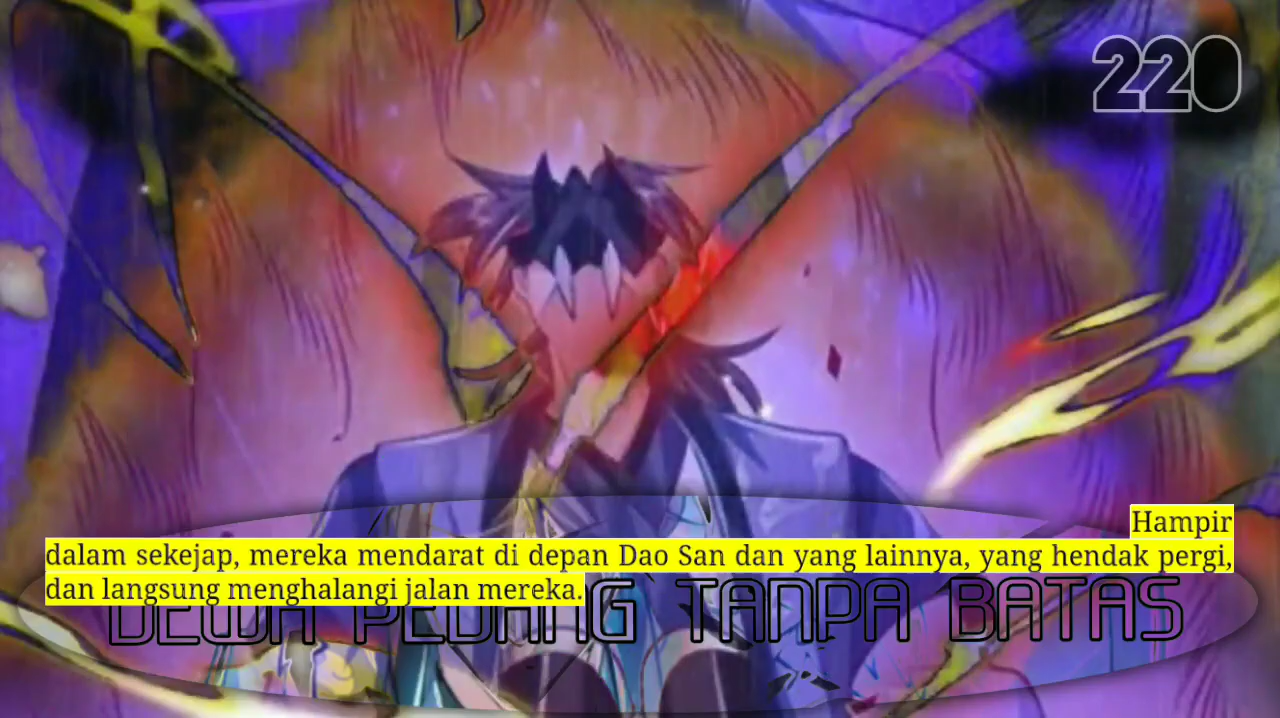 220
Hampir
dalam sekejap, mereka mendarat di depan Dao San dan yang lainnya, yang hendak pergi,
dan langsung menghalangi jalan mereka.
DEWA PEDANG TANPA BATAS